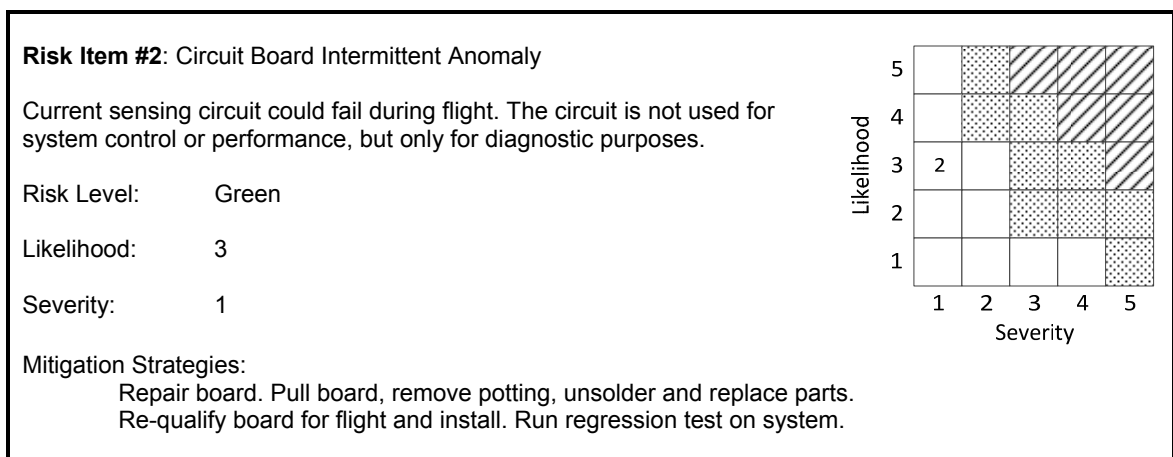 Risk Item #2: Circuit Board Intermittent Anomaly
Current sensing circuit could fail during flight. The circuit is not used for
system control or performance, but only for diagnostic purposes.
Risk Level: Green
Likelihood: 3
Severity: 1
Mitigation Strategies:
Repair board. Pull board, remove potting, unsolder and replace parts.
Re-qualify board for flight and install. Run regression test on system.
Likelihood
5
4
3 2
2
1
1 2 3 4 5
Severity